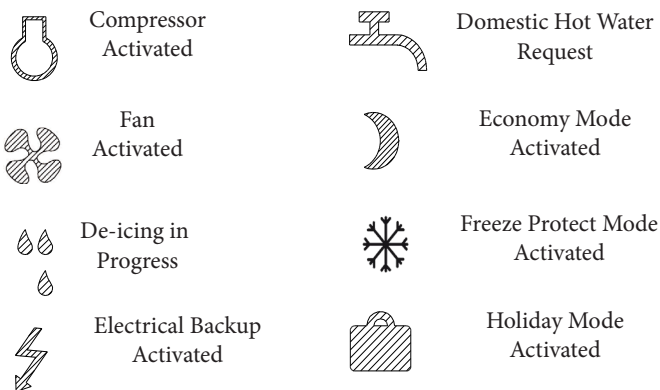 Compressor
Activated
Domestic Hot Water
Request
Fan
Activated
Economy Mode
Activated
De-icing in
Progress
Freeze Protect Mode
Activated
Electrical Backup
Activated
Holiday Mode
Activated